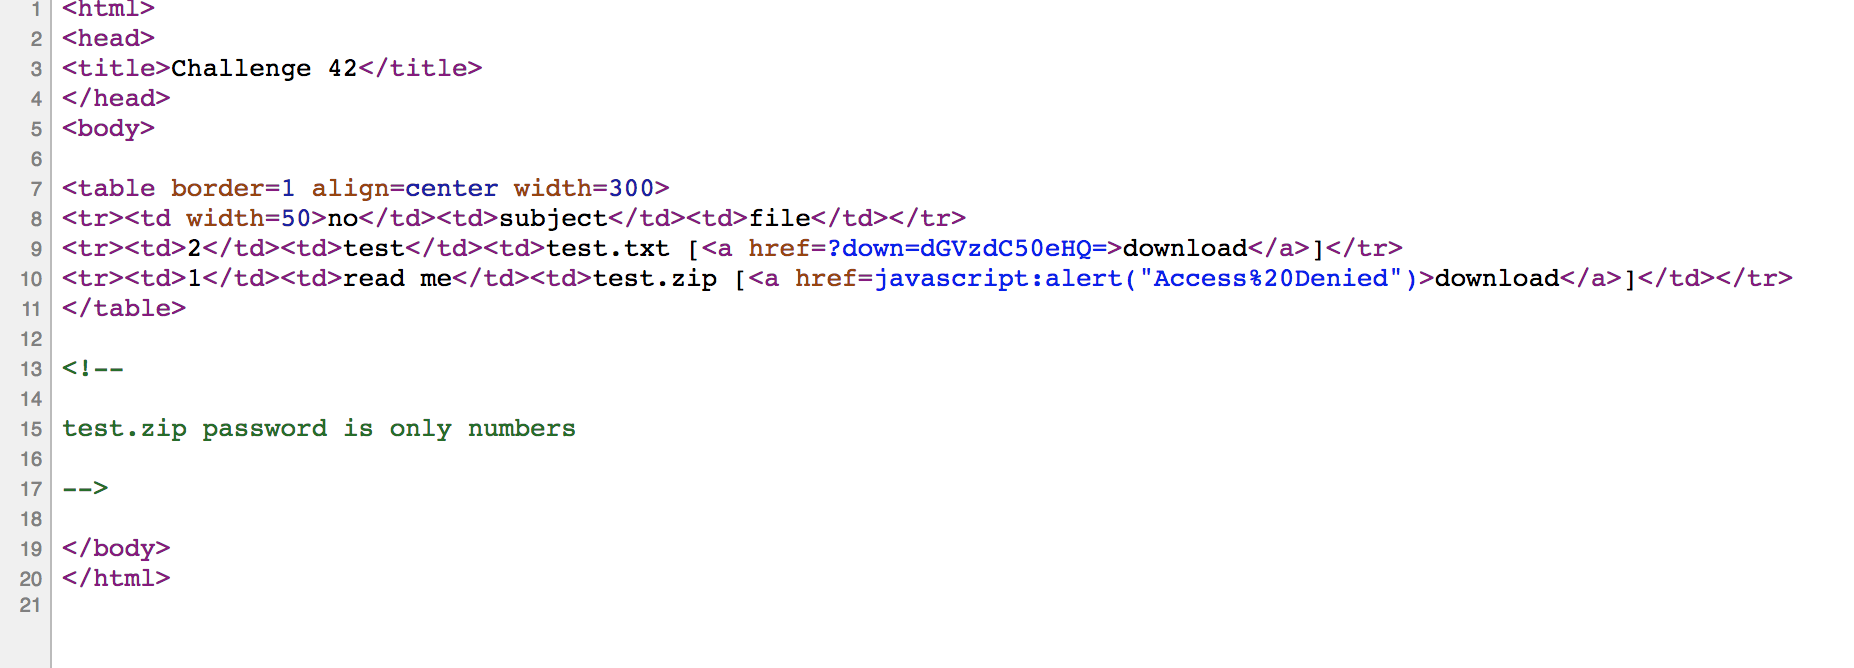 1 <html>
2 <head>
3 <title>Challenge 42</title>
4 </head>
5 <body>
6
7 <table border=1 align=center width=300>
8 <tr><td width=50>no</td><td>subject</td><td>file</td></tr>
9 <tr><td>2</td><td>test</td><td>test.txt [<a href=?down=dGVzdC50eHQ=>download</a>]</tr>
10 <tr><td>1</td><td>read me</td><td>test.zip [<a href=javascript:alert("Access%20Denied")>download</a>]</td></tr>
11 </table>
12
13 <!--
14
15 test.zip password is only numbers
16
17 -->
18
19 </body>
20 </html>
21